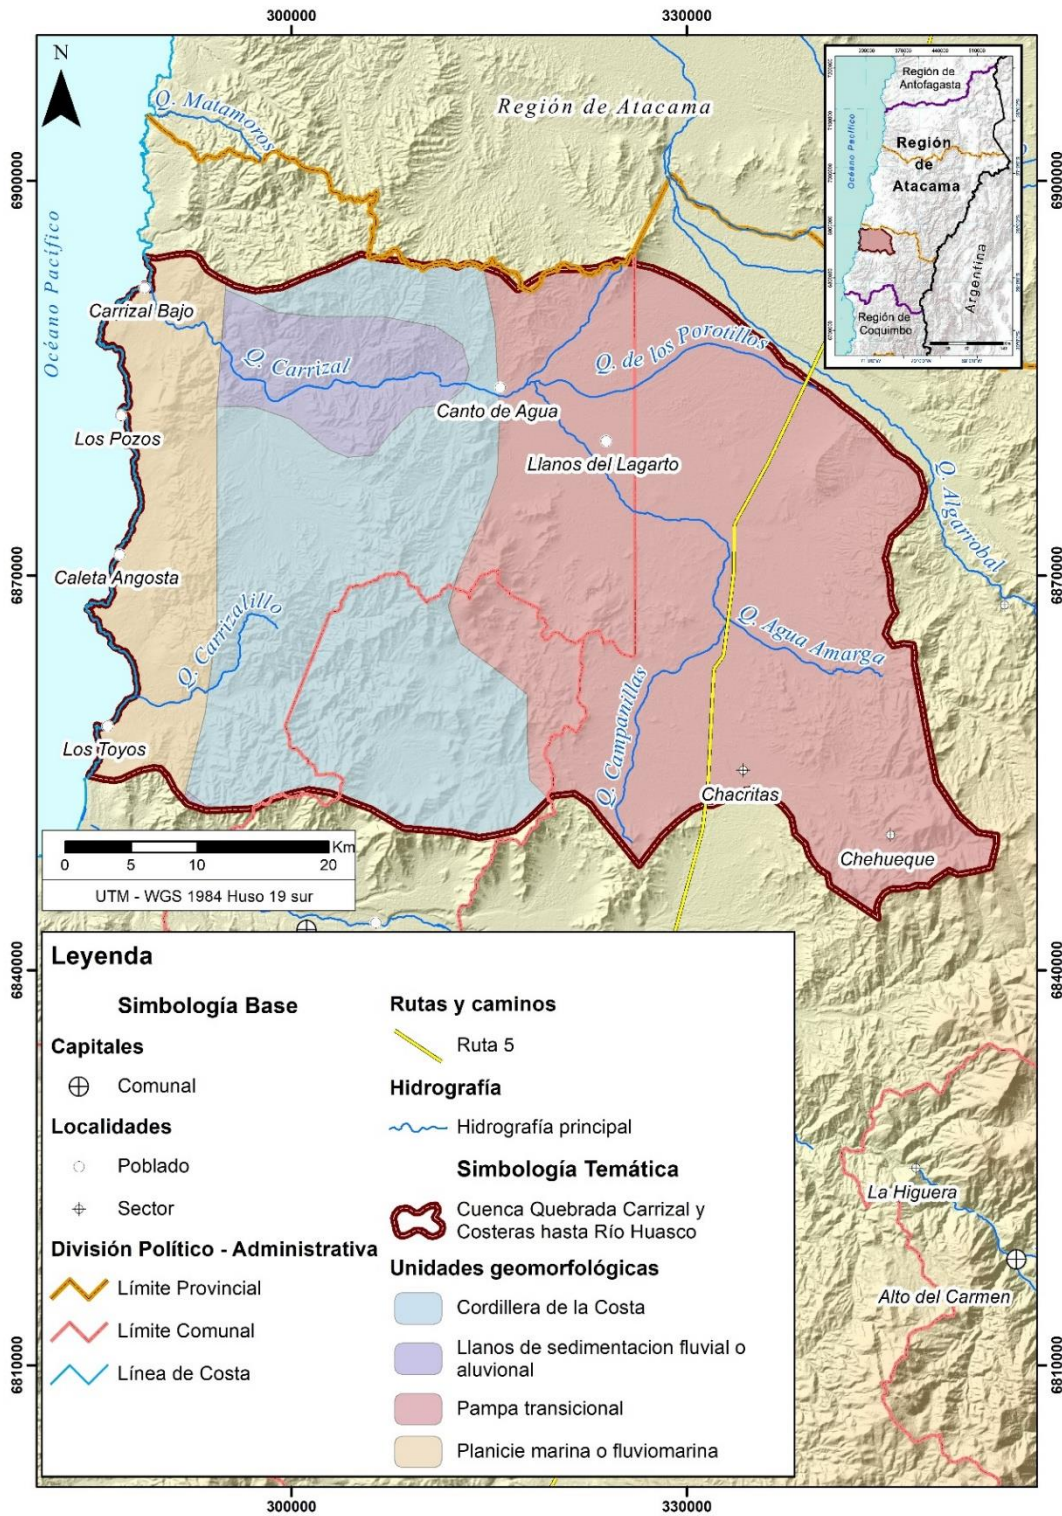 300000
330000
N
Q. Matamoros
Región de Atacama
6900000
6900000
Océano Pacífico
Carrizal Bajo
Q. Carrizal
Q. de los Porotillos
Canto de Agua
Los Pozos
Llanos del Lagarto
Q. Algarrobal
6870000
6870000
Caleta Angosta
Q. Carrizalillo
Q. Agua Amarga
Los Toyos
Q. Campanillas
Chacritas
Chehueque
Región de
Antofagasta
Océano Pacífico
Región
de
Atacama
Argentina
Región de
Coquimbo
Km
0 5 10 20
UTM - WGS 1984 Huso 19 sur
6840000
6840000
La Higuera
Alto del Carmen
6810000
6810000
Leyenda
Simbología Base
Capitales
Comunal
Localidades
Poblado
Sector
División Político - Administrativa
Límite Provincial
Límite Comunal
Línea de Costa
Rutas y caminos
Ruta 5
Hidrografía
Hidrografía principal
Simbología Temática
Cuenca Quebrada Carrizal y
Costeras hasta Río Huasco
Unidades geomorfológicas
Cordillera de la Costa
Llanos de sedimentacion fluvial o
aluvional
Pampa transicional
Planicie marina o fluviomarina
300000
330000